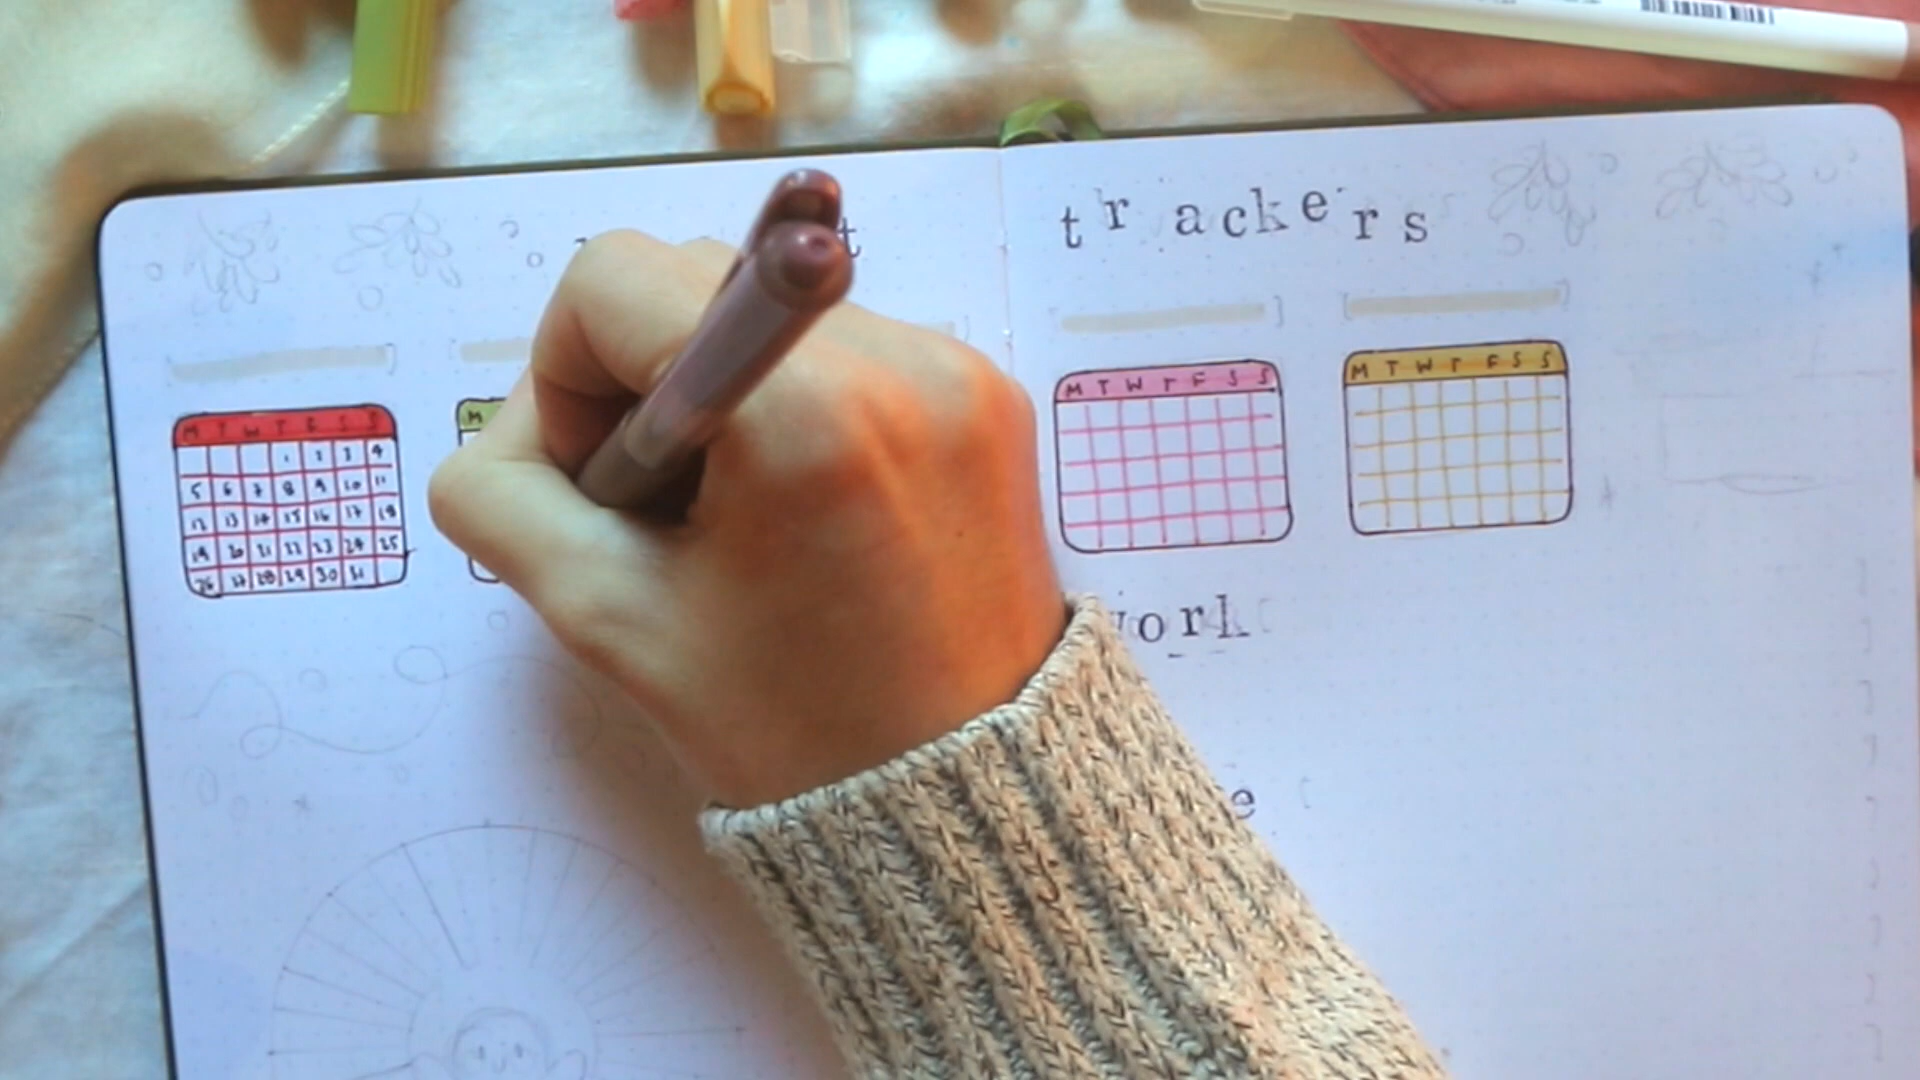 trackers
M T W T F S S
1 2 3 4
5 6 7 8 9 10 11
12 13 14 15 16 17 18
19 20 21 22 23 24 25
26 27 28 29 30 31
M
M T W T F S S
M T W T F S S
work